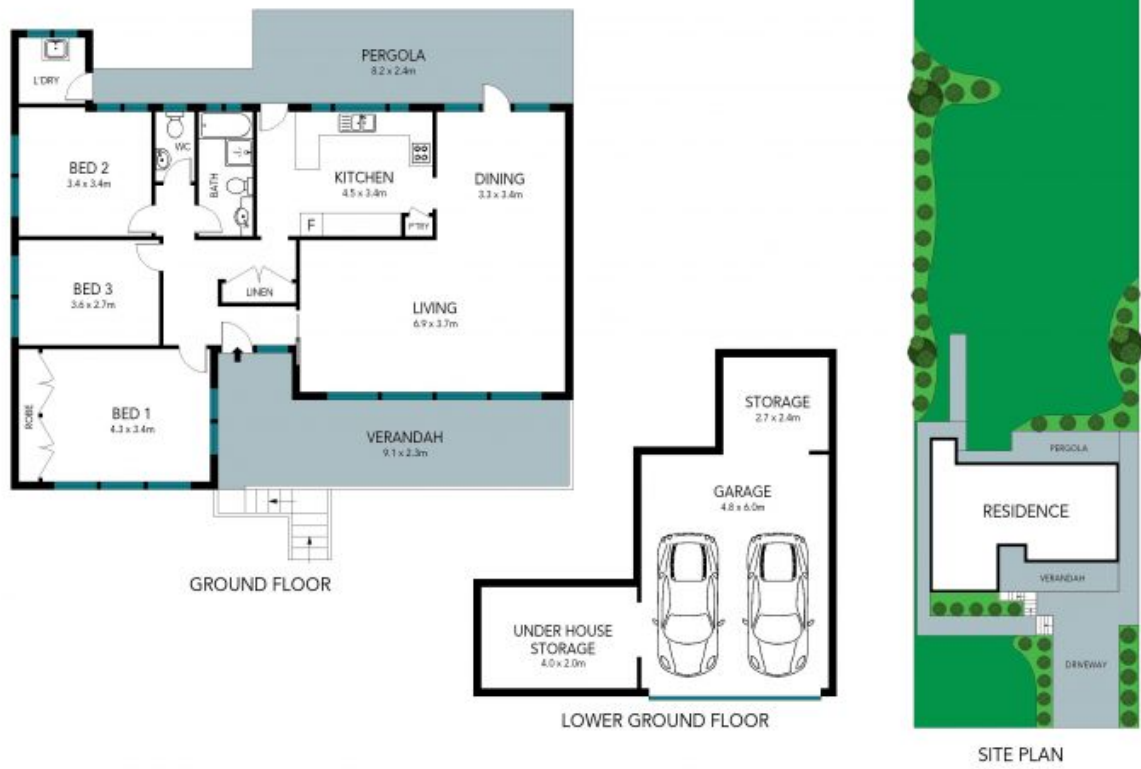 PERGOLA
8.2 x 2.4m
L'DRY
WC
BED 2
3.4 x 3.4m
BATH
KITCHEN
4.5 x 3.4m
DINING
3.3 x 3.4m
F
P'TRY
BED 3
3.6 x 2.7m
LINEN
LIVING
6.9 x 3.7m
ROBE
BED 1
4.3 x 3.4m
VERANDAH
9.1 x 2.3m
GROUND FLOOR
STORAGE
2.7 x 2.4m
GARAGE
4.8 x 6.0m
UNDER HOUSE
STORAGE
4.0 x 2.0m
LOWER GROUND FLOOR
PERGOLA
RESIDENCE
VERANDAH
DRIVEWAY
SITE PLAN